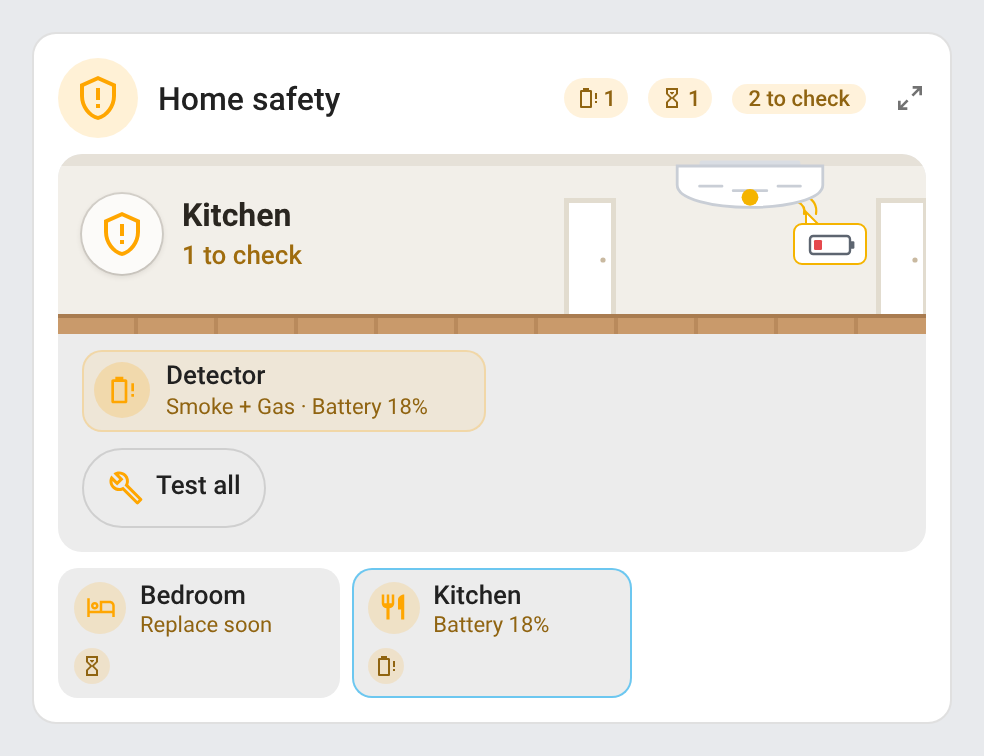 Home safety
1
1
2 to check
Kitchen
1 to check
Detector
Smoke + Gas · Battery 18%
Test all
Bedroom
Replace soon
Kitchen
Battery 18%